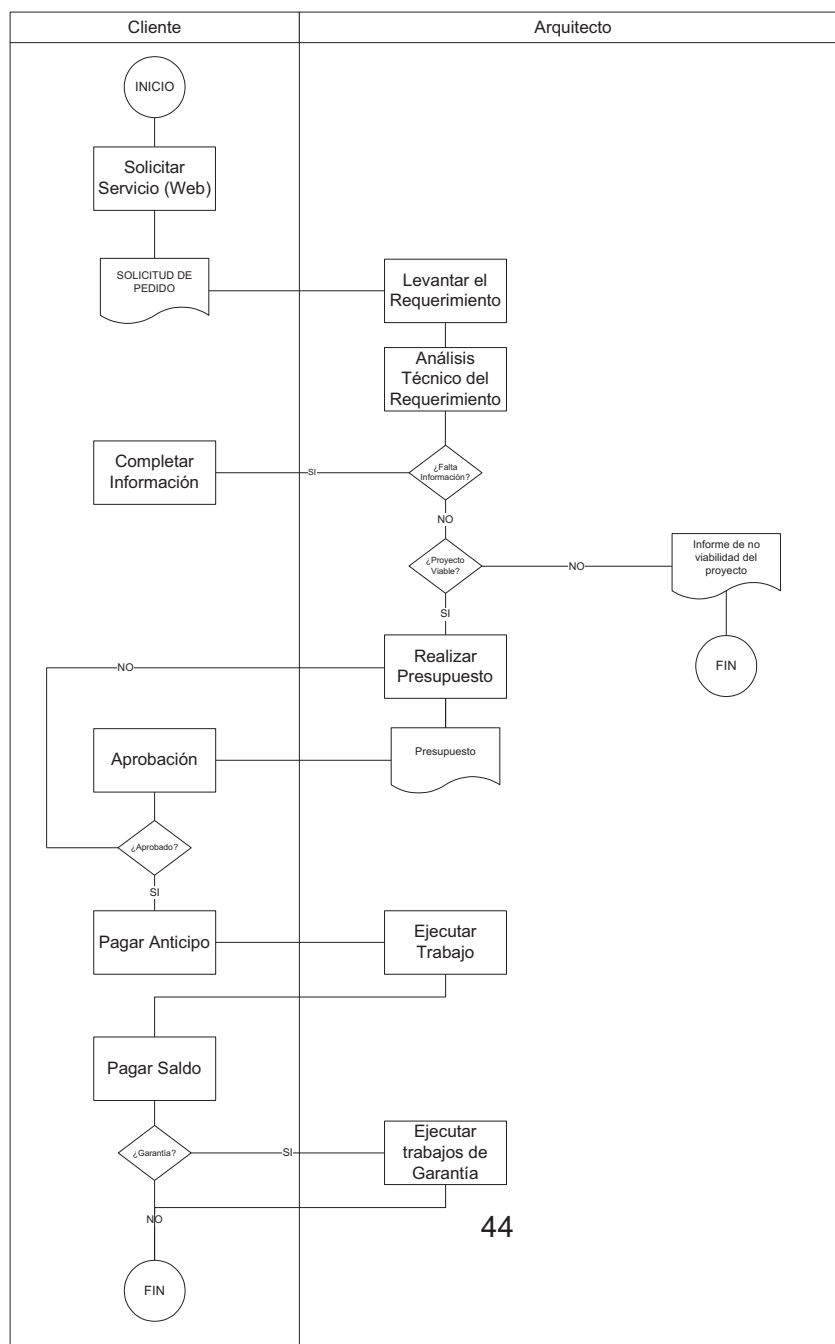 Cliente
Arquitecto
INICIO
Solicitar
Servicio (Web)
SOLICITUD DE
PEDIDO
Levantar el
Requerimiento
Análisis
Técnico del
Requerimiento
Completar
Información
SI
¿Falta
Información?
NO
¿Proyecto
Viable?
NO
Informe de no
viabilidad del
proyecto
SI
FIN
NO
Realizar
Presupuesto
Aprobación
Presupuesto
¿Aprobado?
SI
Pagar Anticipo
Ejecutar
Trabajo
Pagar Saldo
¿Garantía?
SI
Ejecutar
trabajos de
Garantía
NO
44
FIN